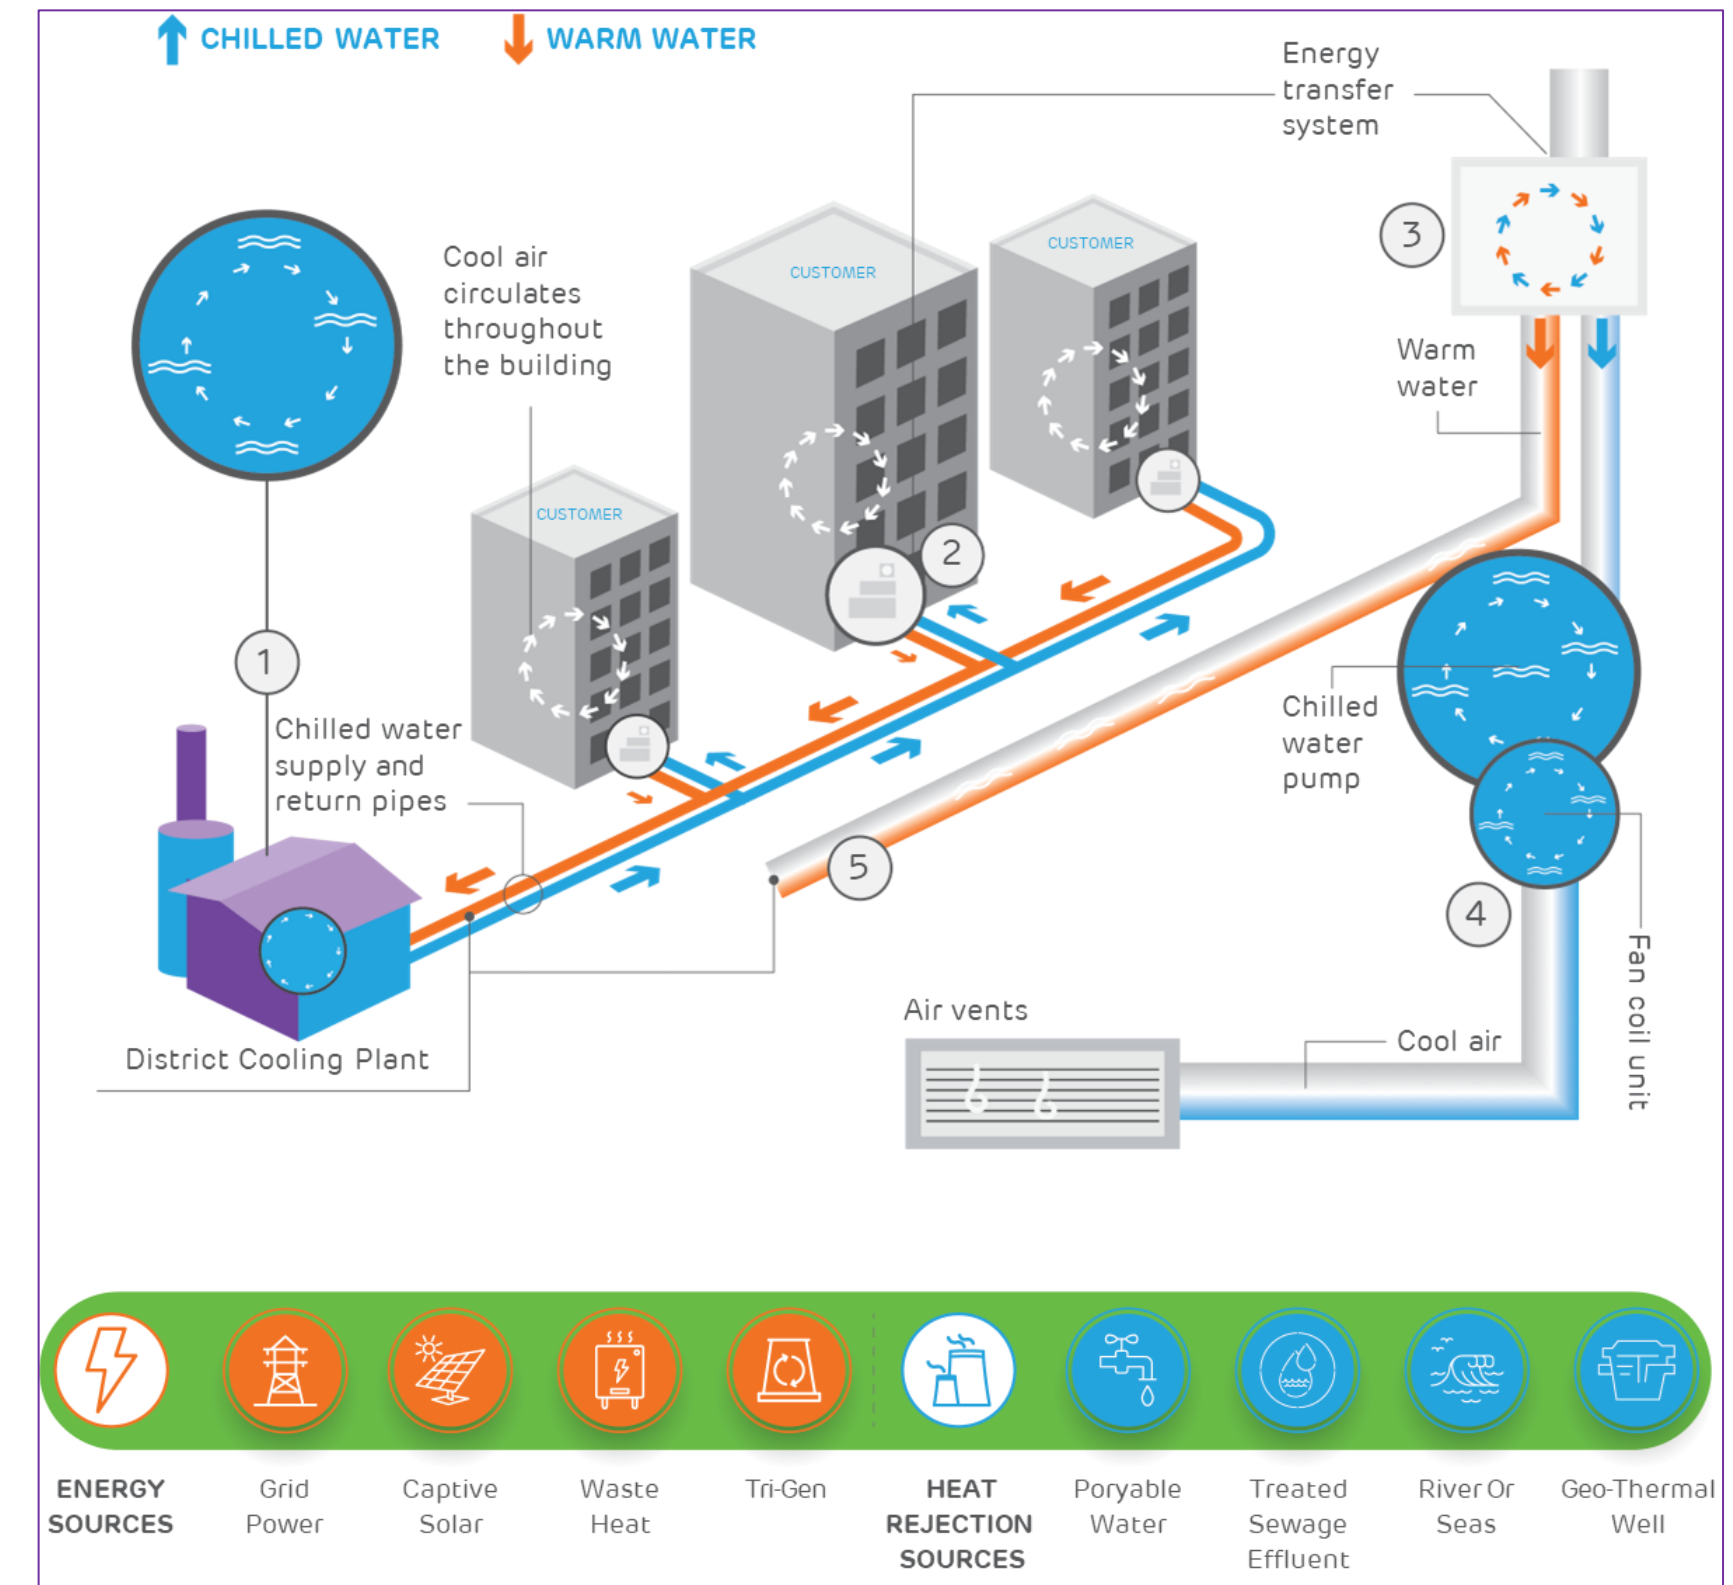 CHILLED WATER
WARM WATER
Energy
transfer
system
3
CUSTOMER
CUSTOMER
Cool air
circulates
throughout
the building
Warm
water
CUSTOMER
2
1
Chilled water
supply and
return pipes
Chilled
water
pump
5
4
Fan coil unit
District Cooling Plant
Air vents
Cool air
ENERGY
SOURCES
Grid
Power
Captive
Solar
Waste
Heat
Tri-Gen
HEAT
REJECTION
SOURCES
Poryable
Water
Treated
Sewage
Effluent
River Or
Seas
Geo-Thermal
Well